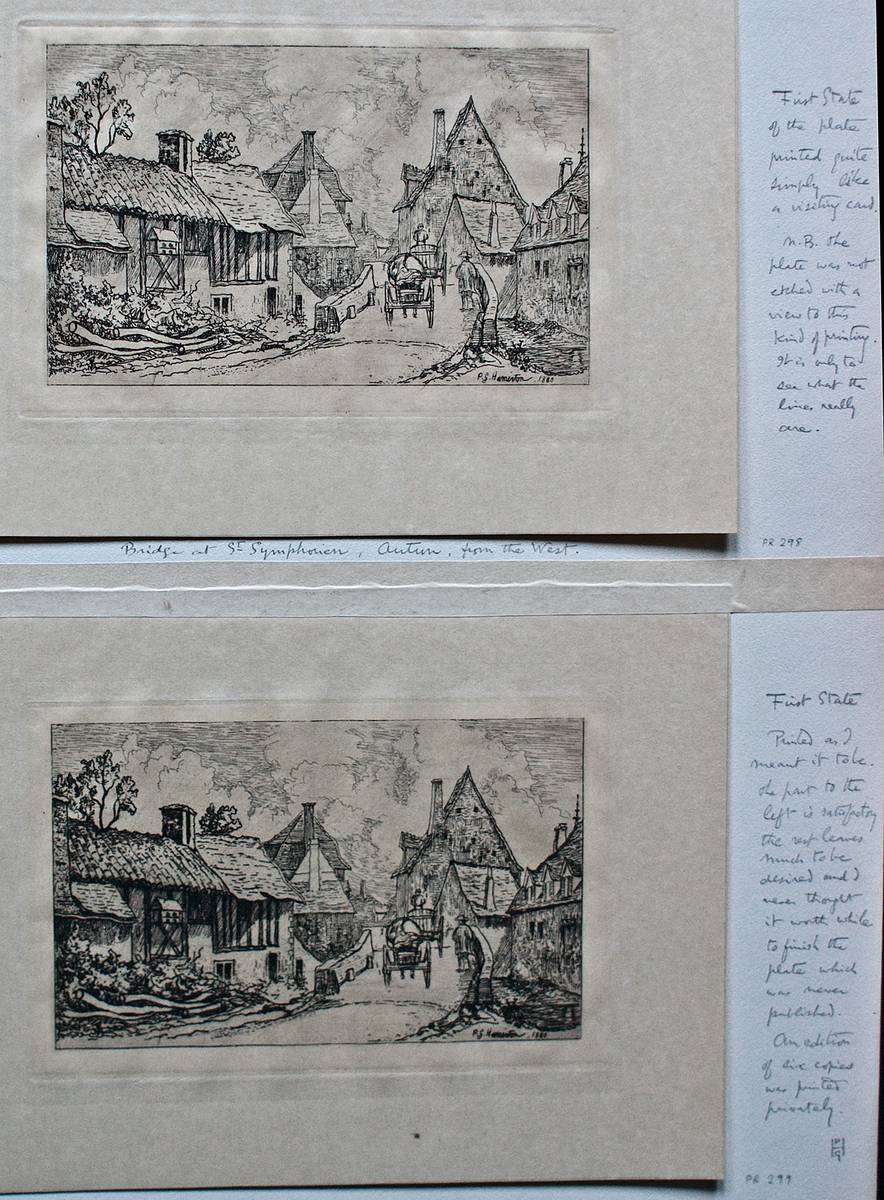 First State
of the plate
printed quite
simply like
a visiting card.
N.B. The
plate was not
etched with a
view to this
kind of printing.
It is only to
see what the
lines really
are.
P.G. Hamerton. 1880
PR 298
Bridge at St Symphorien, Autun, from the West.
First State
Printed as I
meant it to be.
The part to the
left is satisfactory
the rest leaves
much to be
desired and I
never thought
it worth while
to finish the
plate which
was never
published.
An edition
of six copies
was printed
privately.
P.G. Hamerton. 1880
PHG
PR 299